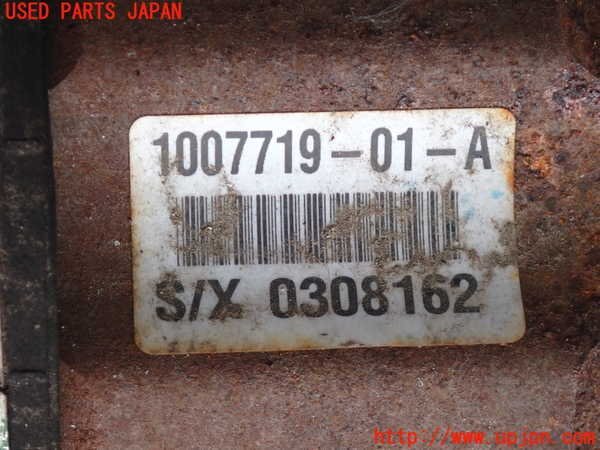 USED PARTS JAPAN
1007719-01-A
S/X 0308162
http://www.upjpn.com/